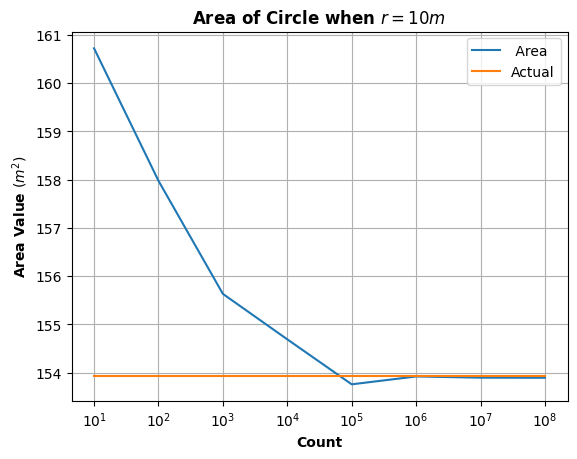 Area of Circle when r = 10m
Area
Actual
Area Value (m²)
161
160
159
158
157
156
155
154
10¹ 10² 10³ 10⁴ 10⁵ 10⁶ 10⁷ 10⁸
Count